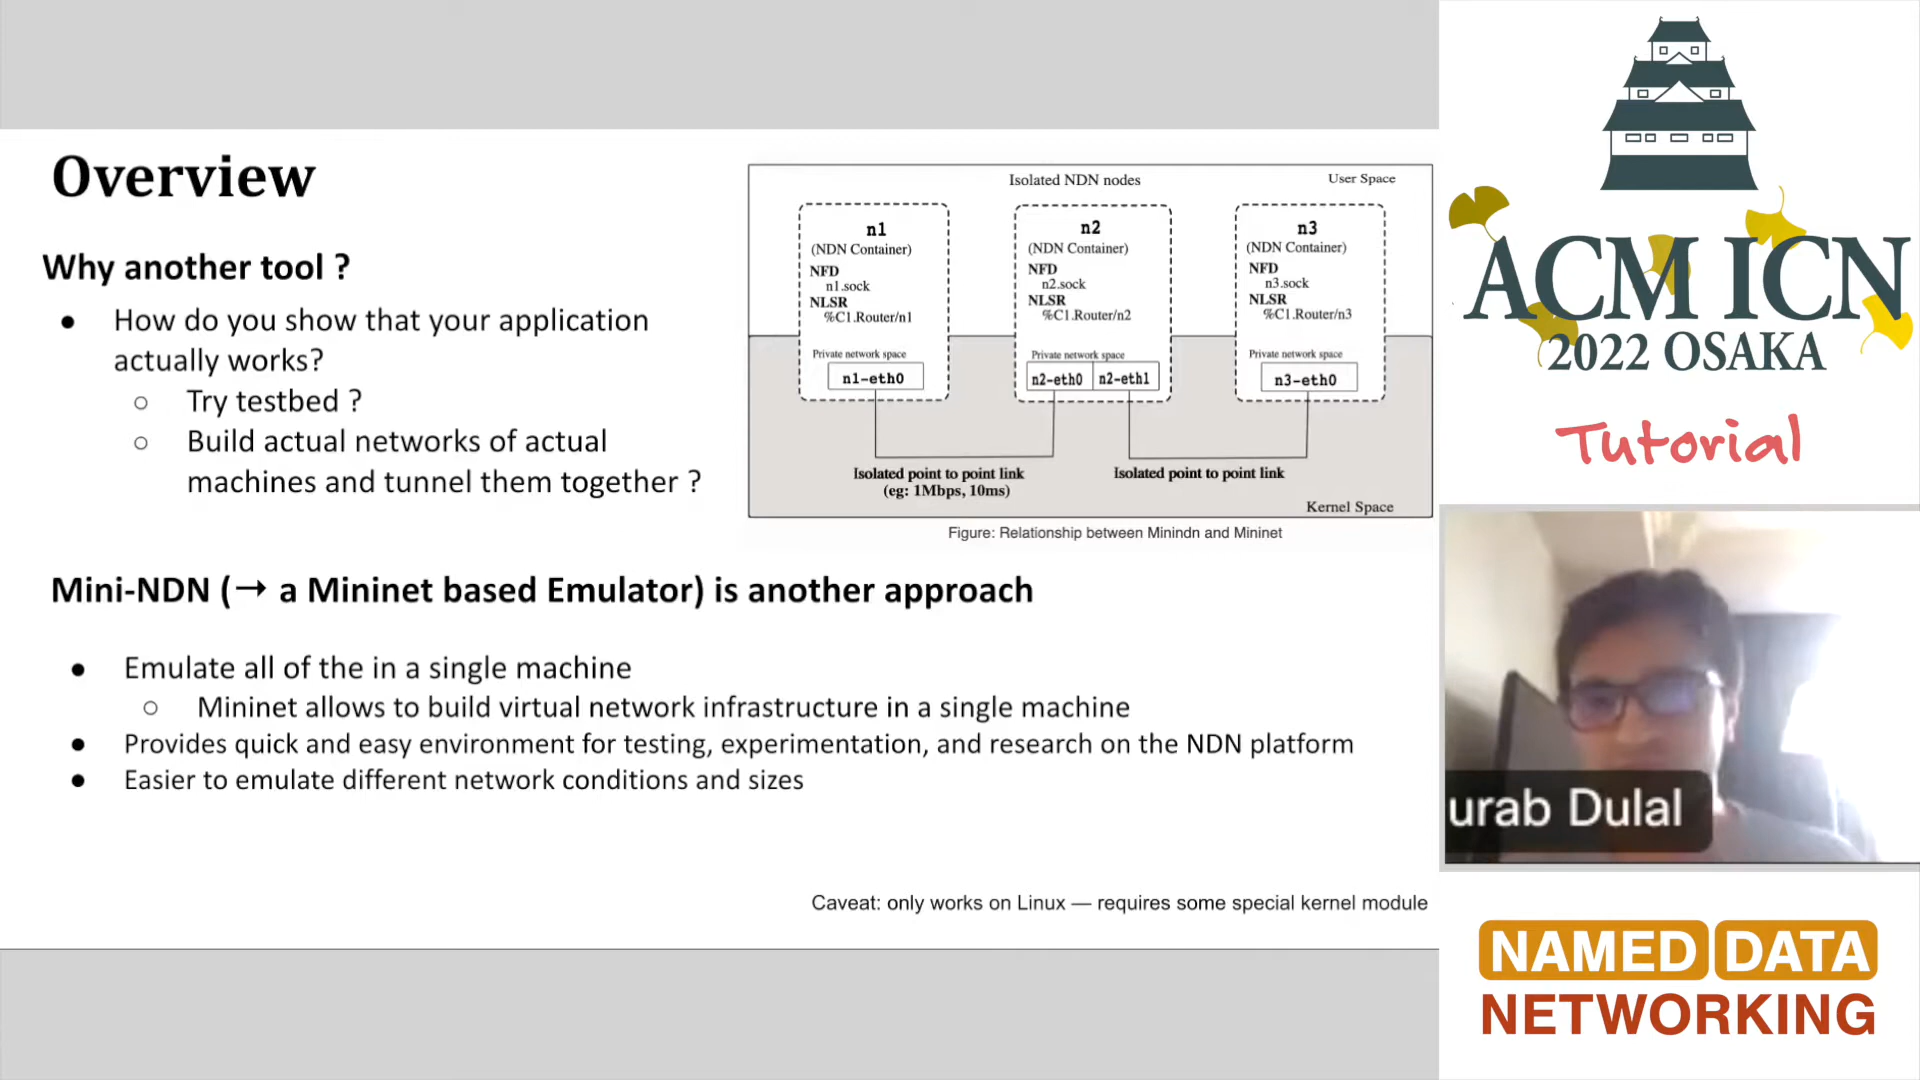 Overview
Why another tool ?
● How do you show that your application
actually works?
○ Try testbed ?
○ Build actual networks of actual
machines and tunnel them together ?
Isolated NDN nodes
User Space
n1
(NDN Container)
NFD
n1.sock
NLSR
%C1.Router/n1
Private network space
n1-eth0
n2
(NDN Container)
NFD
n2.sock
NLSR
%C1.Router/n2
Private network space
n2-eth0 n2-eth1
n3
(NDN Container)
NFD
n3.sock
NLSR
%C1.Router/n3
Private network space
n3-eth0
Isolated point to point link
(eg: 1Mbps, 10ms)
Isolated point to point link
Kernel Space
Figure: Relationship between Minindn and Mininet
Mini-NDN (→ a Mininet based Emulator) is another approach
● Emulate all of the in a single machine
○ Mininet allows to build virtual network infrastructure in a single machine
● Provides quick and easy environment for testing, experimentation, and research on the NDN platform
● Easier to emulate different network conditions and sizes
Caveat: only works on Linux — requires some special kernel module
ACM ICN
2022 OSAKA
Tutorial
urab Dulal
NAMED DATA
NETWORKING